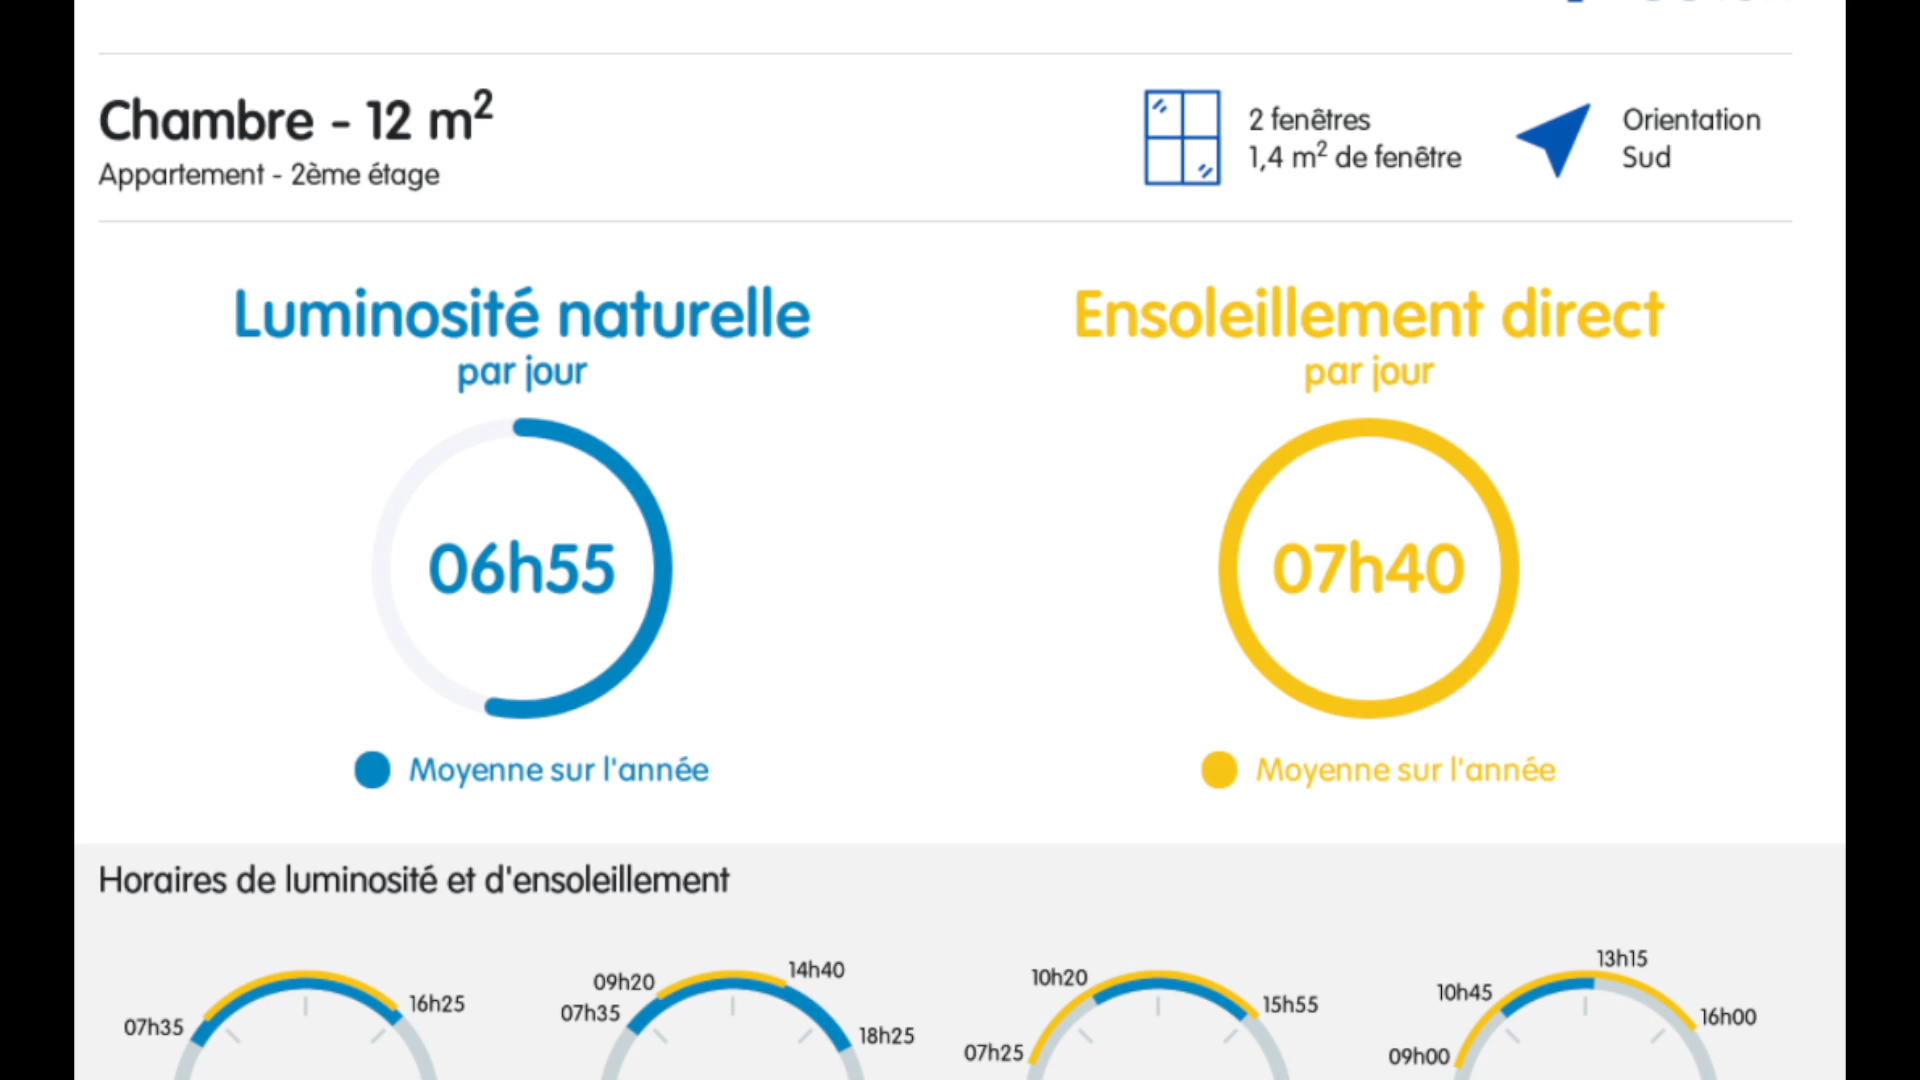 Chambre - 12 m²
Appartement - 2ème étage
2 fenêtres
1,4 m² de fenêtre
Orientation
Sud
Luminosité naturelle
par jour
06h55
Moyenne sur l'année
Ensoleillement direct
par jour
07h40
Moyenne sur l'année
Horaires de luminosité et d'ensoleillement
07h35
16h25
09h20
07h35
14h40
18h25
10h20
07h25
15h55
13h15
10h45
09h00
16h00